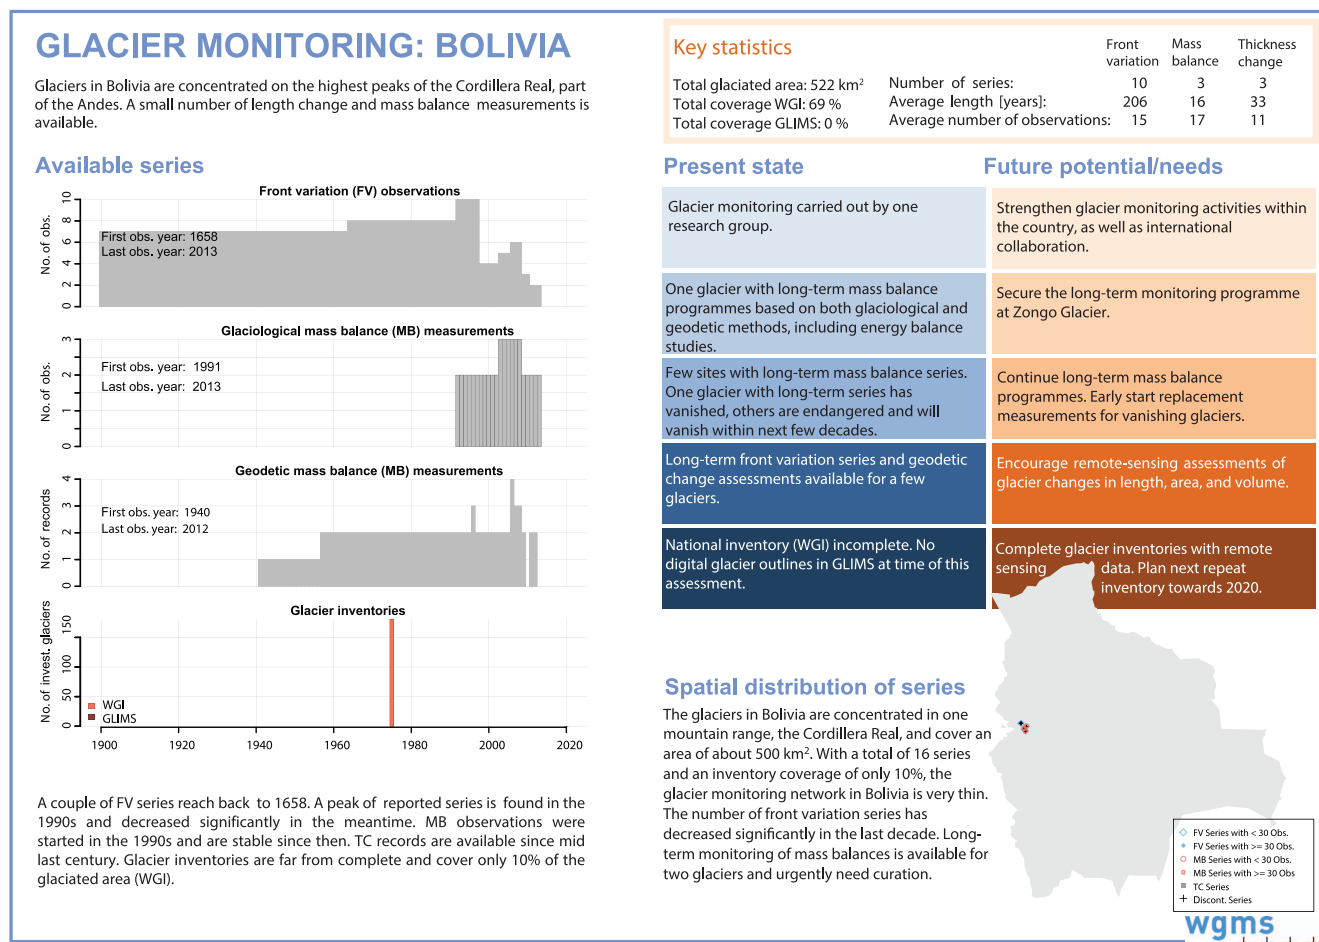 GLACIER MONITORING: BOLIVIA
Glaciers in Bolivia are concentrated on the highest peaks of the Cordillera Real, part
of the Andes. A small number of length change and mass balance measurements is
available.
Key statistics
Total glaciated area: 522 km²
Total coverage WGI: 69 %
Total coverage GLIMS: 0 %
Front variation Mass balance Thickness change
Number of series: 10 3 3
Average length [years]: 206 16 33
Average number of observations: 15 17 11
Available series
Front variation (FV) observations
No. of obs.
10
8
6
4
2
0
First obs. year: 1658
Last obs. year: 2013
Glaciological mass balance (MB) measurements
No. of obs.
3
2
1
0
First obs. year: 1991
Last obs. year: 2013
Geodetic mass balance (MB) measurements
No. of records
4
3
2
1
0
First obs. year: 1940
Last obs. year: 2012
Glacier inventories
No. of invest. glaciers
150
100
50
0
WGI
GLIMS
1900 1920 1940 1960 1980 2000 2020
A couple of FV series reach back to 1658. A peak of reported series is found in the
1990s and decreased significantly in the meantime. MB observations were
started in the 1990s and are stable since then. TC records are available since mid
last century. Glacier inventories are far from complete and cover only 10% of the
glaciated area (WGI).
Present state
Glacier monitoring carried out by one
research group.
One glacier with long-term mass balance
programmes based on both glaciological and
geodetic methods, including energy balance
studies.
Few sites with long-term mass balance series.
One glacier with long-term series has
vanished, others are endangered and will
vanish within next few decades.
Long-term front variation series and geodetic
change assessments available for a few
glaciers.
National inventory (WGI) incomplete. No
digital glacier outlines in GLIMS at time of this
assessment.
Future potential/needs
Strengthen glacier monitoring activities within
the country, as well as international
collaboration.
Secure the long-term monitoring programme
at Zongo Glacier.
Continue long-term mass balance
programmes. Early start replacement
measurements for vanishing glaciers.
Encourage remote-sensing assessments of
glacier changes in length, area, and volume.
Complete glacier inventories with remote
sensing data. Plan next repeat
inventory towards 2020.
Spatial distribution of series
The glaciers in Bolivia are concentrated in one
mountain range, the Cordillera Real, and cover an
area of about 500 km². With a total of 16 series
and an inventory coverage of only 10%, the
glacier monitoring network in Bolivia is very thin.
The number of front variation series has
decreased significantly in the last decade. Long-
term monitoring of mass balances is available for
two glaciers and urgently need curation.
FV Series with < 30 Obs.
FV Series with >= 30 Obs.
MB Series with < 30 Obs.
MB Series with >= 30 Obs
TC Series
Discont. Series
wgms